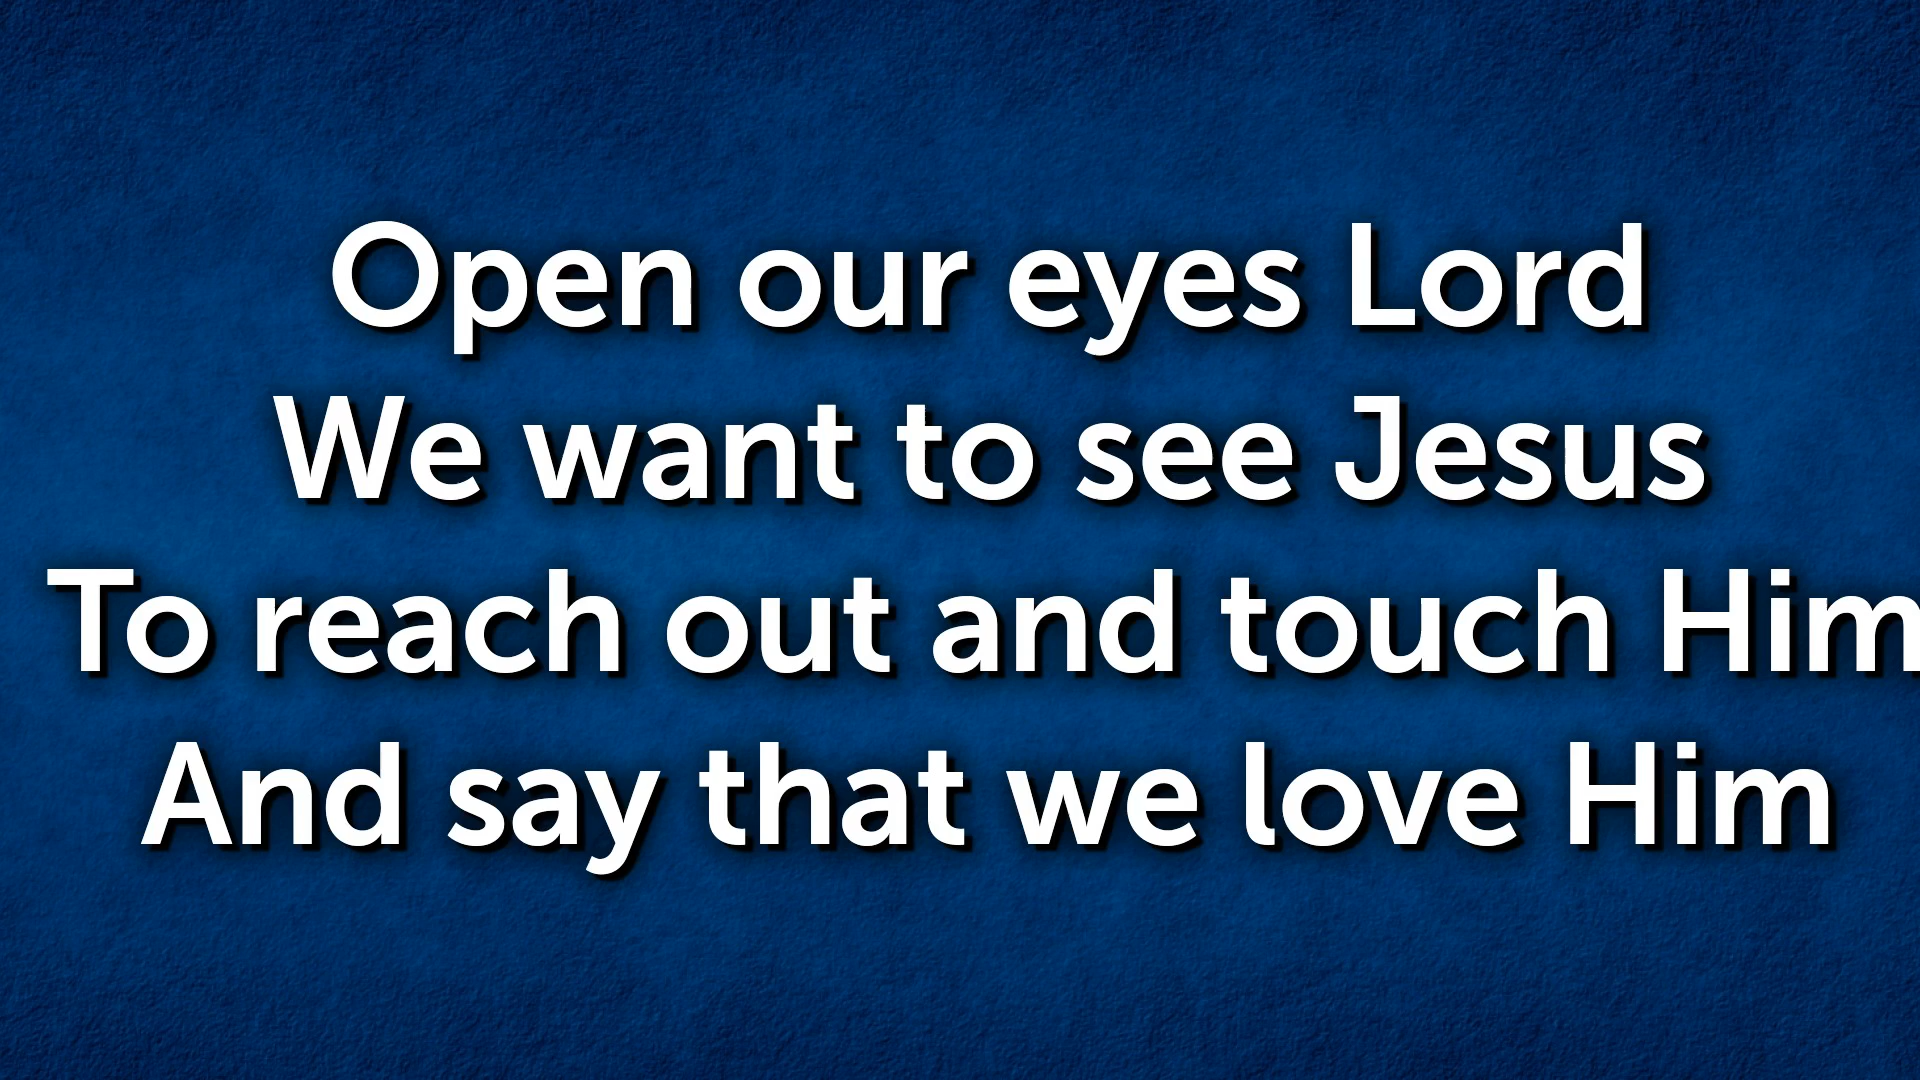 Open our eyes Lord
We want to see Jesus
To reach out and touch Him
And say that we love Him